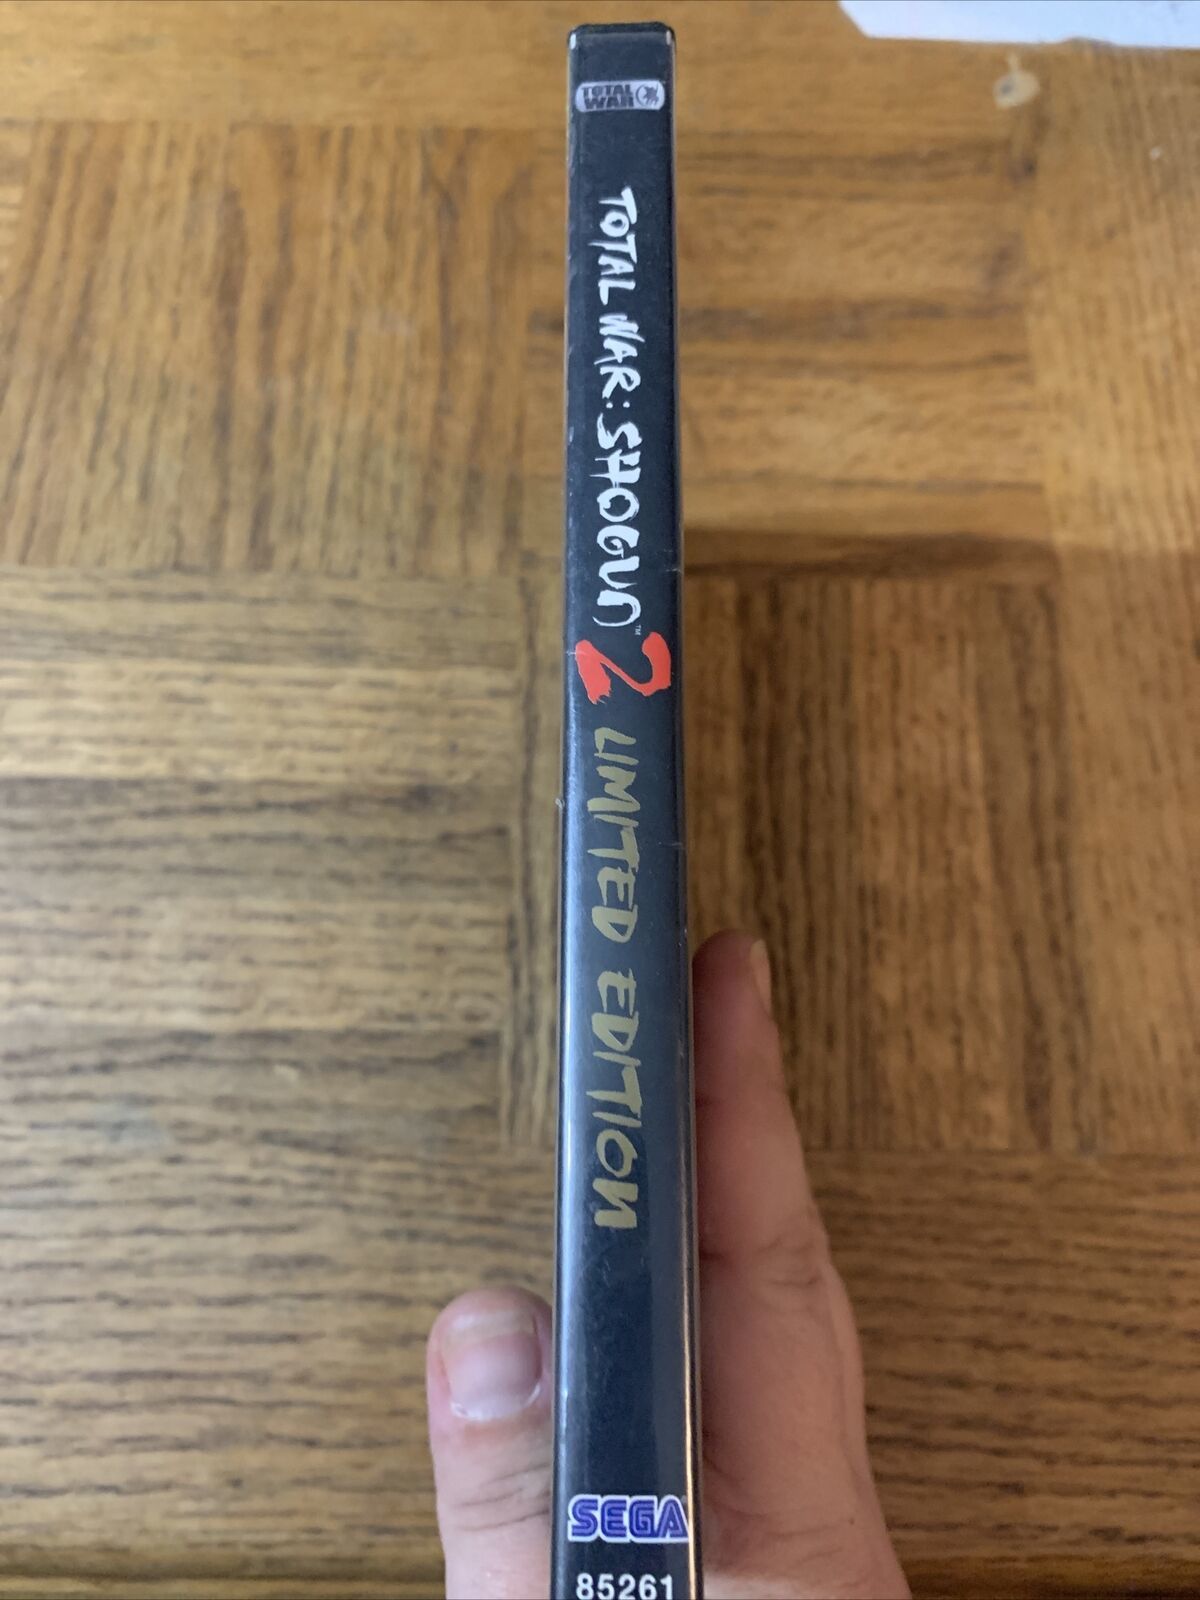 TOTAL
WAR
TOTAL WAR: SHOGUN™ 2 LIMITED EDITION
SEGA
85261